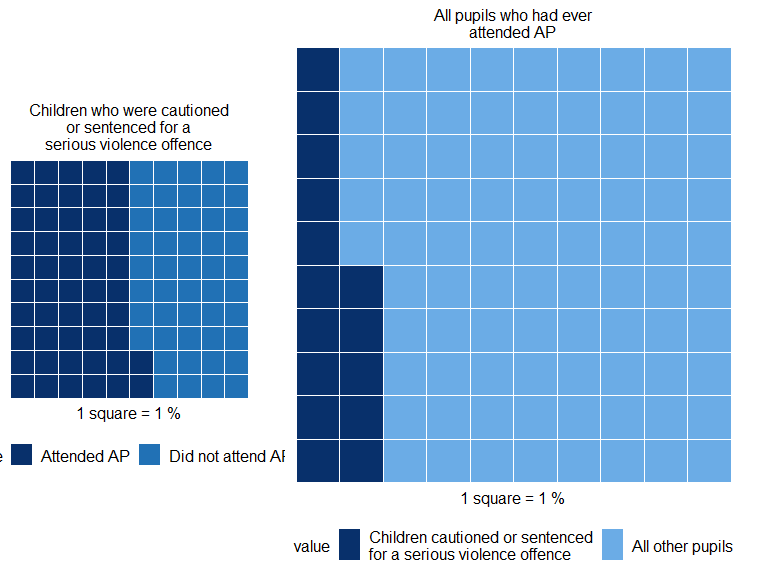 All pupils who had ever
attended AP
Children who were cautioned
or sentenced for a
serious violence offence
1 square = 1 %
Attended AP
Did not attend
1 square = 1 %
value
Children cautioned or sentenced
for a serious violence offence
All other pupils